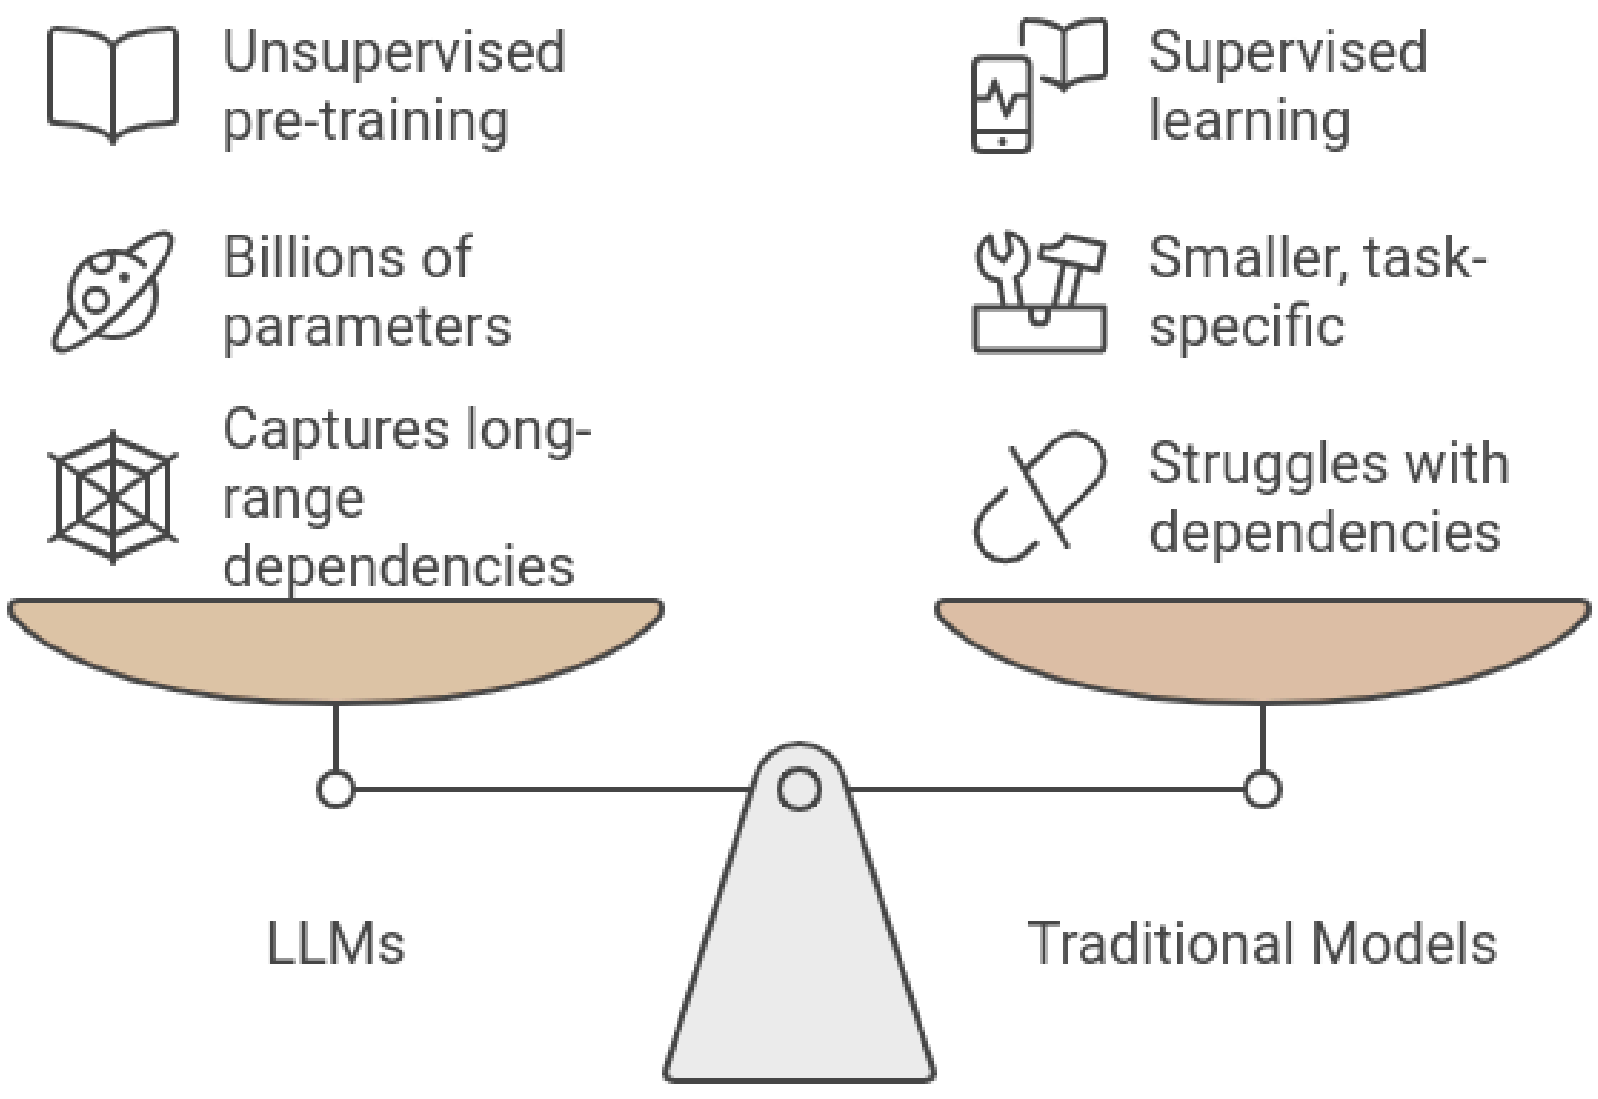 Unsupervised
pre-training
Billions of
parameters
Captures long-
range
dependencies
Supervised
learning
Smaller, task-
specific
Struggles with
dependencies
LLMs
Traditional Models